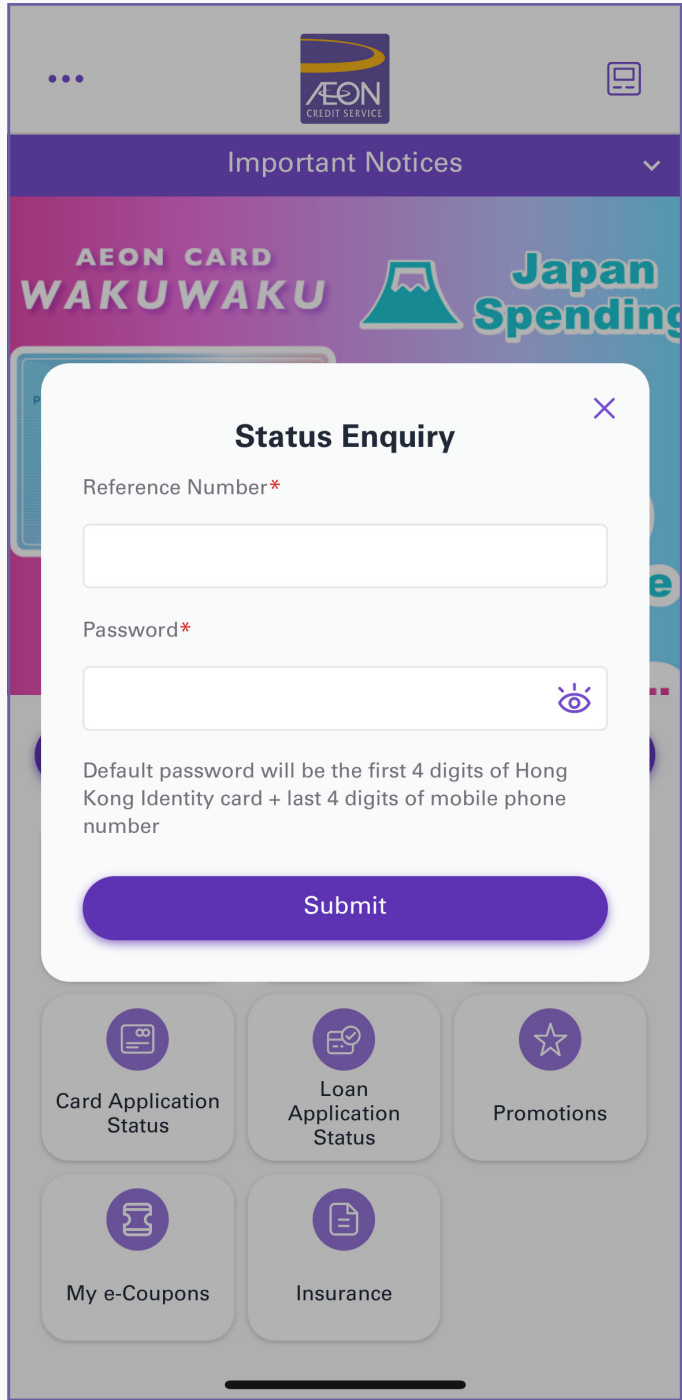 ÆON
CREDIT SERVICE
Important Notices
AEON CARD
WAKUWAKU
Japan
Spending
P
Status Enquiry
Reference Number*
e
Password*
Default password will be the first 4 digits of Hong
Kong Identity card + last 4 digits of mobile phone
number
Submit
Card Application
Status
Loan
Application
Status
Promotions
My e-Coupons
Insurance